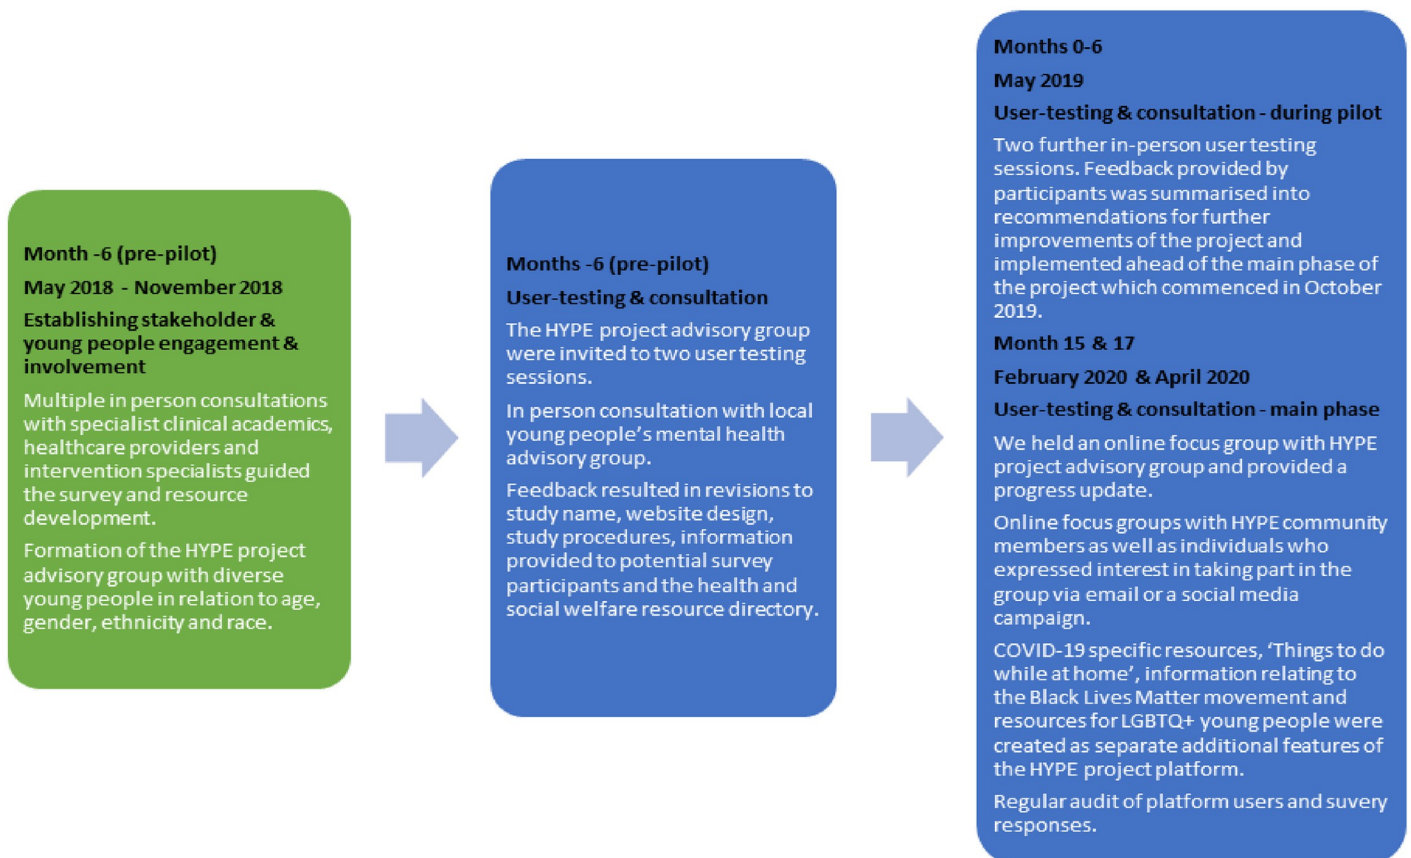 Month -6 (pre-pilot)
May 2018 - November 2018
Establishing stakeholder &
young people engagement &
involvement
Multiple in person consultations
with specialist clinical academics,
healthcare providers and
intervention specialists guided
the survey and resource
development.
Formation of the HYPE project
advisory group with diverse
young people in relation to age,
gender, ethnicity and race.
Months -6 (pre-pilot)
User-testing & consultation
The HYPE project advisory group
were invited to two user testing
sessions.
In person consultation with local
young people's mental health
advisory group.
Feedback resulted in revisions to
study name, website design,
study procedures, information
provided to potential survey
participants and the health and
social welfare resource directory.
Months 0-6
May 2019
User-testing & consultation - during pilot
Two further in-person user testing
sessions. Feedback provided by
participants was summarised into
recommendations for further
improvements of the project and
implemented ahead of the main phase of
the project which commenced in October
2019.
Month 15 & 17
February 2020 & April 2020
User-testing & consultation - main phase
We held an online focus group with HYPE
project advisory group and provided a
progress update.
Online focus groups with HYPE community
members as well as individuals who
expressed interest in taking part in the
group via email or a social media
campaign.
COVID-19 specific resources, 'Things to do
while at home', information relating to
the Black Lives Matter movement and
resources for LGBTQ+ young people were
created as separate additional features of
the HYPE project platform.
Regular audit of platform users and suvery
responses.